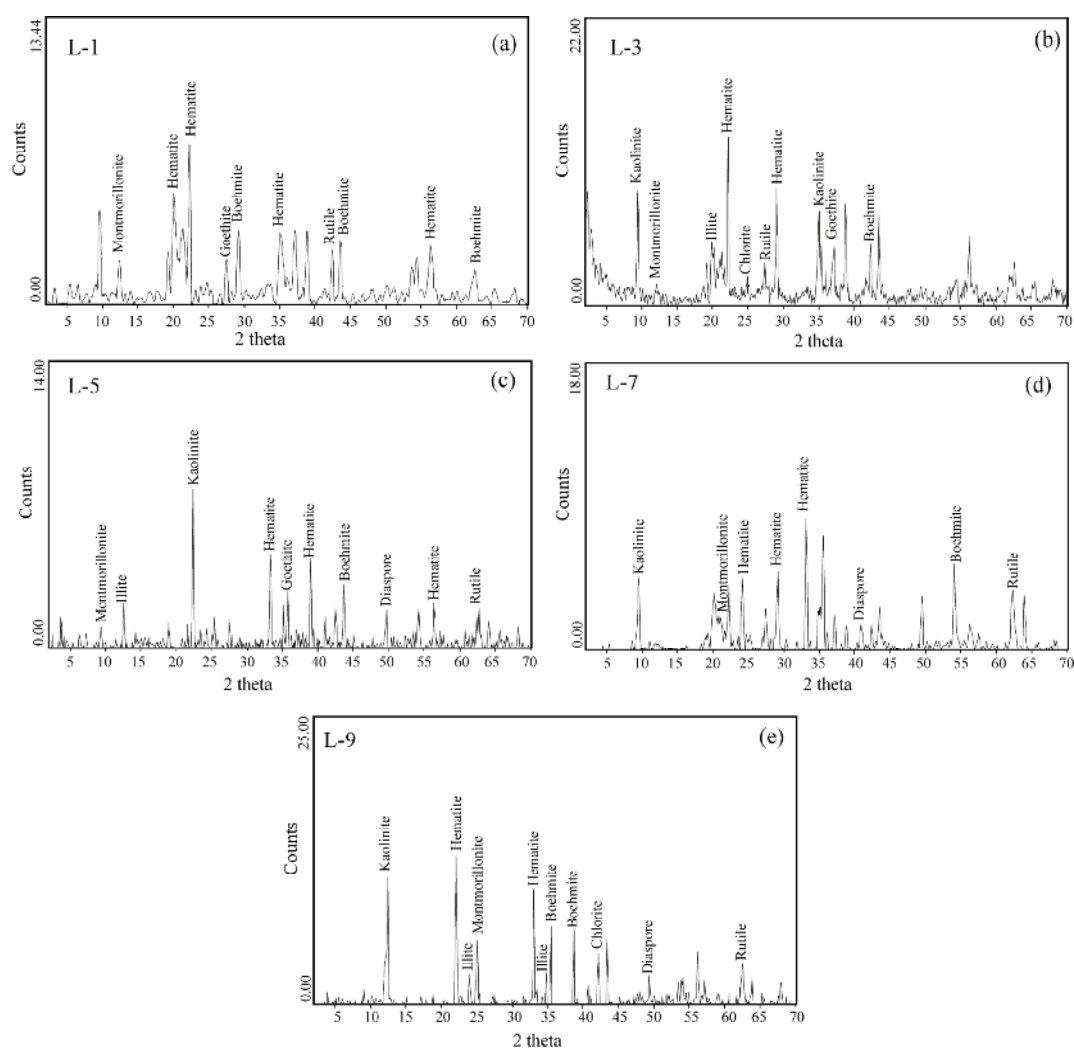 13.44
L-1
(a)
Counts
Montmorillonite
Hematite
Hematite
Goethite
Boehmite
Hematite
Rutile
Boehmite
Hematite
Boehmite
0.00
5 10 15 20 25 30 35 40 45 50 55 60 65 70
2 theta
22.00
L-3
(b)
Counts
Kaolinite
Montmorillonite
Illite
Hematite
Chlorite
Rutile
Hematite
Kaolinite
Goethite
Boehmite
0.00
5 10 15 20 25 30 35 40 45 50 55 60 65 70
2 theta
14.00
L-5
(c)
Counts
Montmorillonite
Illite
Kaolinite
Hematite
Goethite
Hematite
Boehmite
Diaspore
Hematite
Rutile
0.00
5 10 15 20 25 30 35 40 45 50 55 60 65 70
2 theta
18.00
L-7
(d)
Counts
Kaolinite
Montmorillonite
Hematite
Hematite
Hematite
Diaspore
Boehmite
Rutile
0.00
5 10 15 20 25 30 35 40 45 50 55 60 65 70
2 theta
25.00
L-9
(e)
Counts
Kaolinite
Hematite
Illite
Montmorillonite
Hematite
Illite
Boehmite
Boehmite
Chlorite
Diaspore
Rutile
0.00
5 10 15 20 25 30 35 40 45 50 55 60 65 70
2 theta